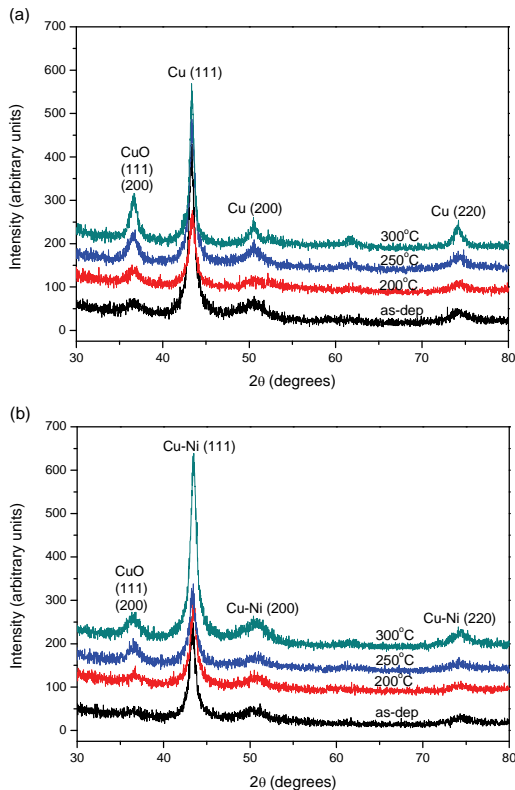 (a)
700
600
500
400
300
200
100
0
Intensity (arbitrary units)
Cu (111)
CuO
(111)
(200)
Cu (200)
Cu (220)
300°C
250°C
200°C
as-dep
30 40 50 60 70 80
2θ (degrees)
(b)
700
600
500
400
300
200
100
0
Intensity (arbitrary units)
Cu-Ni (111)
CuO
(111)
(200)
Cu-Ni (200)
Cu-Ni (220)
300°C
250°C
200°C
as-dep
30 40 50 60 70 80
2θ (degrees)